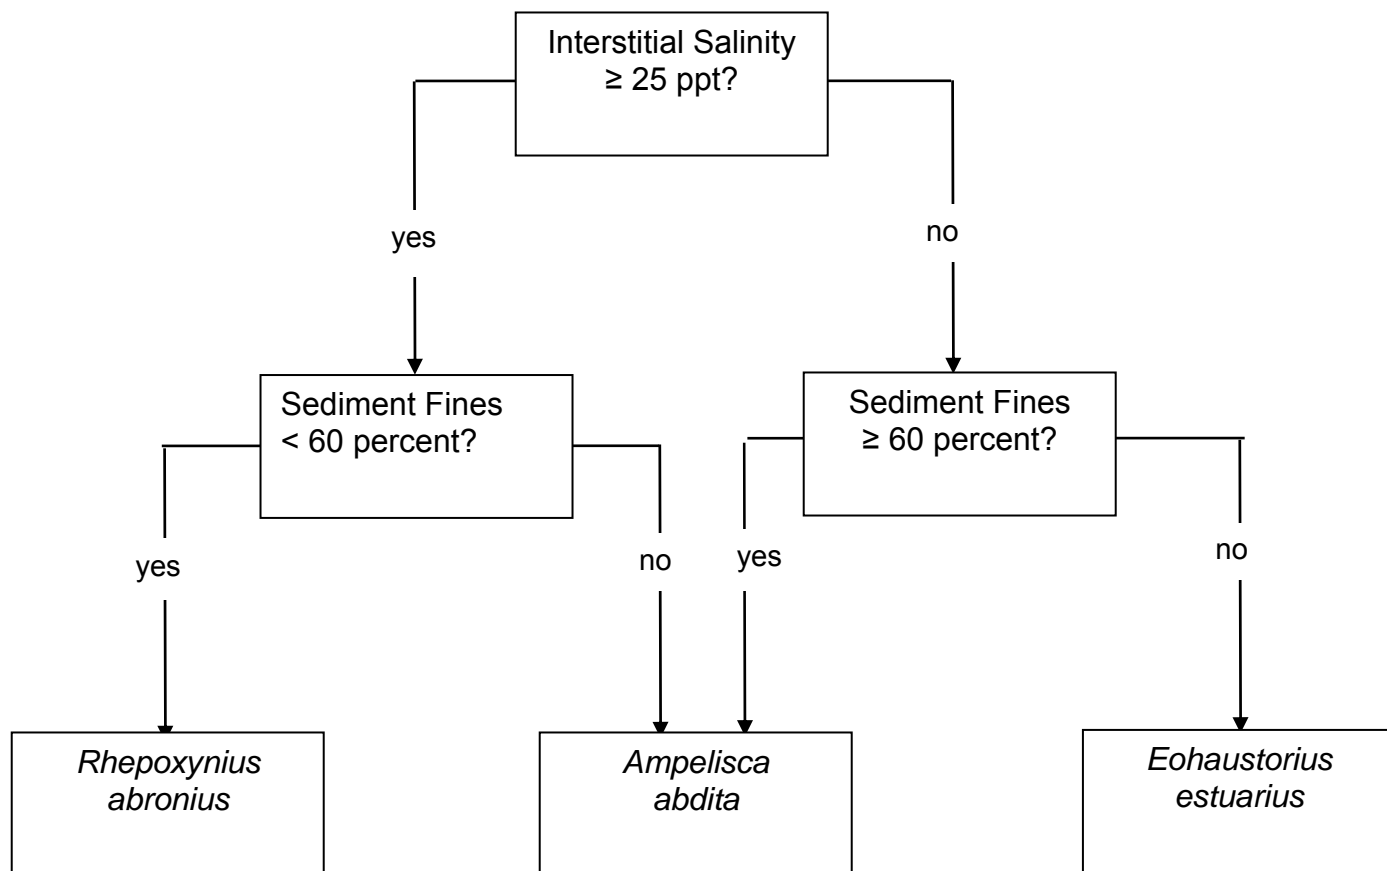 Interstitial Salinity
≥ 25 ppt?
yes
no
Sediment Fines
< 60 percent?
Sediment Fines
≥ 60 percent?
yes
no
yes
no
Rhepoxynius
abronius
Ampelisca
abdita
Eohaustorius
estuarius